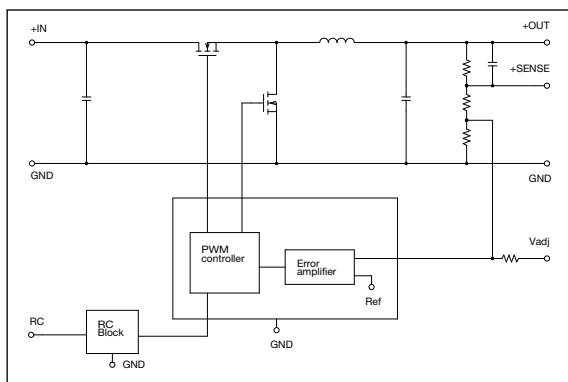 +IN
+OUT
+SENSE
GND
GND
PWM
controller
Error
amplifier
Vadj
Ref
RC
RC
Block
GND
GND